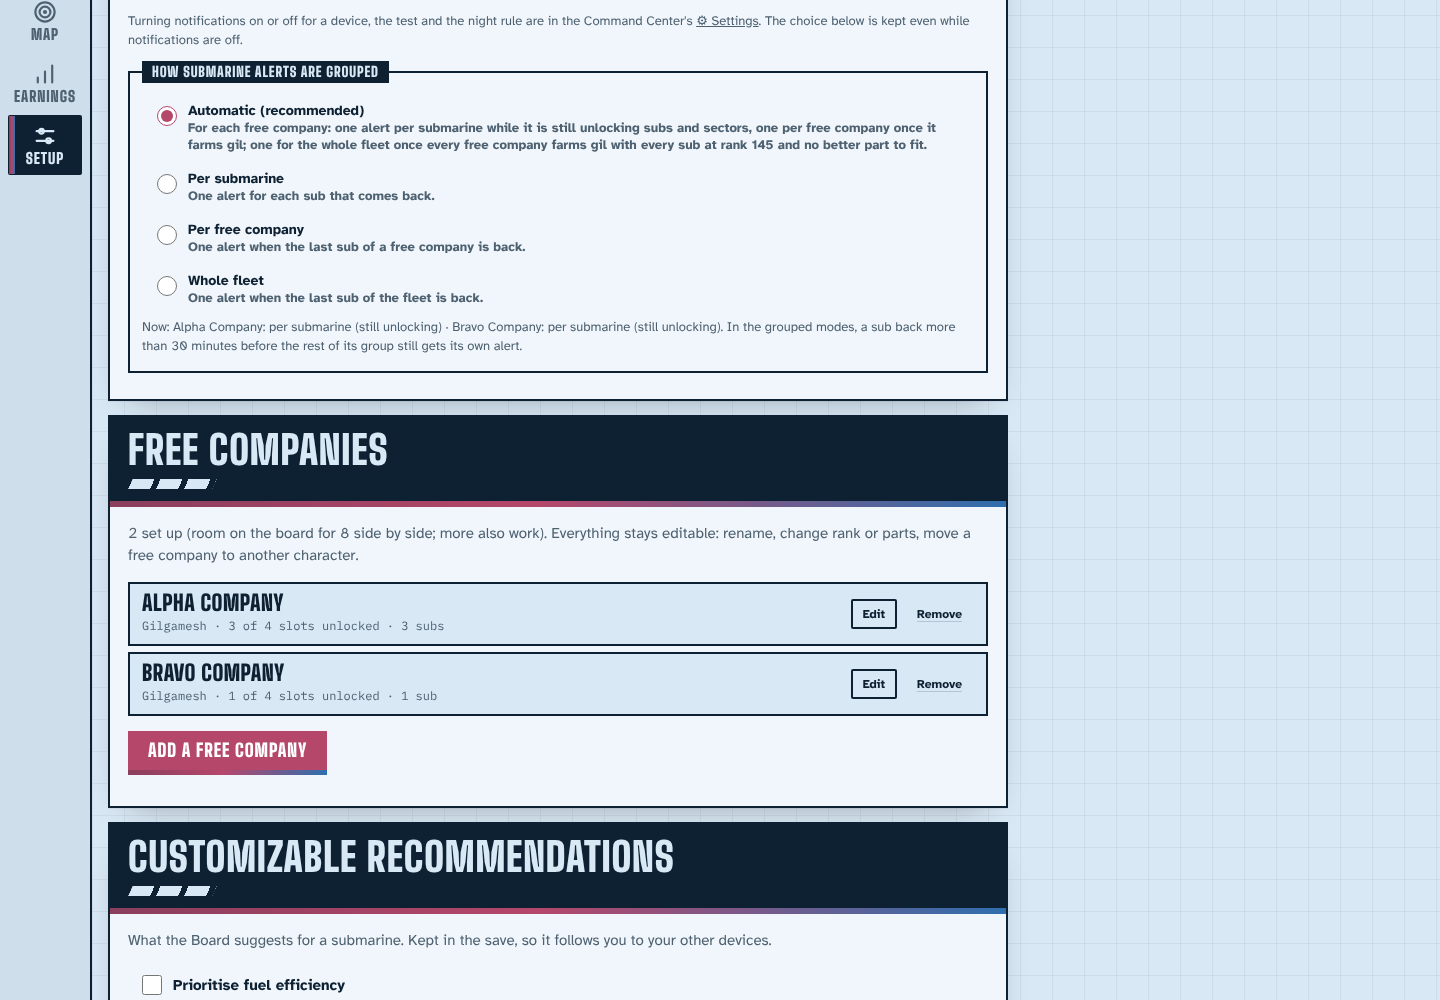 MAP
EARNINGS
SETUP
Turning notifications on or off for a device, the test and the night rule are in the Command Center's ⚙ Settings. The choice below is kept even while
notifications are off.
HOW SUBMARINE ALERTS ARE GROUPED
Automatic (recommended)
For each free company: one alert per submarine while it is still unlocking subs and sectors, one per free company once it
farms gil; one for the whole fleet once every free company farms gil with every sub at rank 145 and no better part to fit.
Per submarine
One alert for each sub that comes back.
Per free company
One alert when the last sub of a free company is back.
Whole fleet
One alert when the last sub of the fleet is back.
Now: Alpha Company: per submarine (still unlocking) · Bravo Company: per submarine (still unlocking). In the grouped modes, a sub back more
than 30 minutes before the rest of its group still gets its own alert.
FREE COMPANIES
2 set up (room on the board for 8 side by side; more also work). Everything stays editable: rename, change rank or parts, move a
free company to another character.
ALPHA COMPANY
Gilgamesh · 3 of 4 slots unlocked · 3 subs
Edit
Remove
BRAVO COMPANY
Gilgamesh · 1 of 4 slots unlocked · 1 sub
Edit
Remove
ADD A FREE COMPANY
CUSTOMIZABLE RECOMMENDATIONS
What the Board suggests for a submarine. Kept in the save, so it follows you to your other devices.
Prioritise fuel efficiency